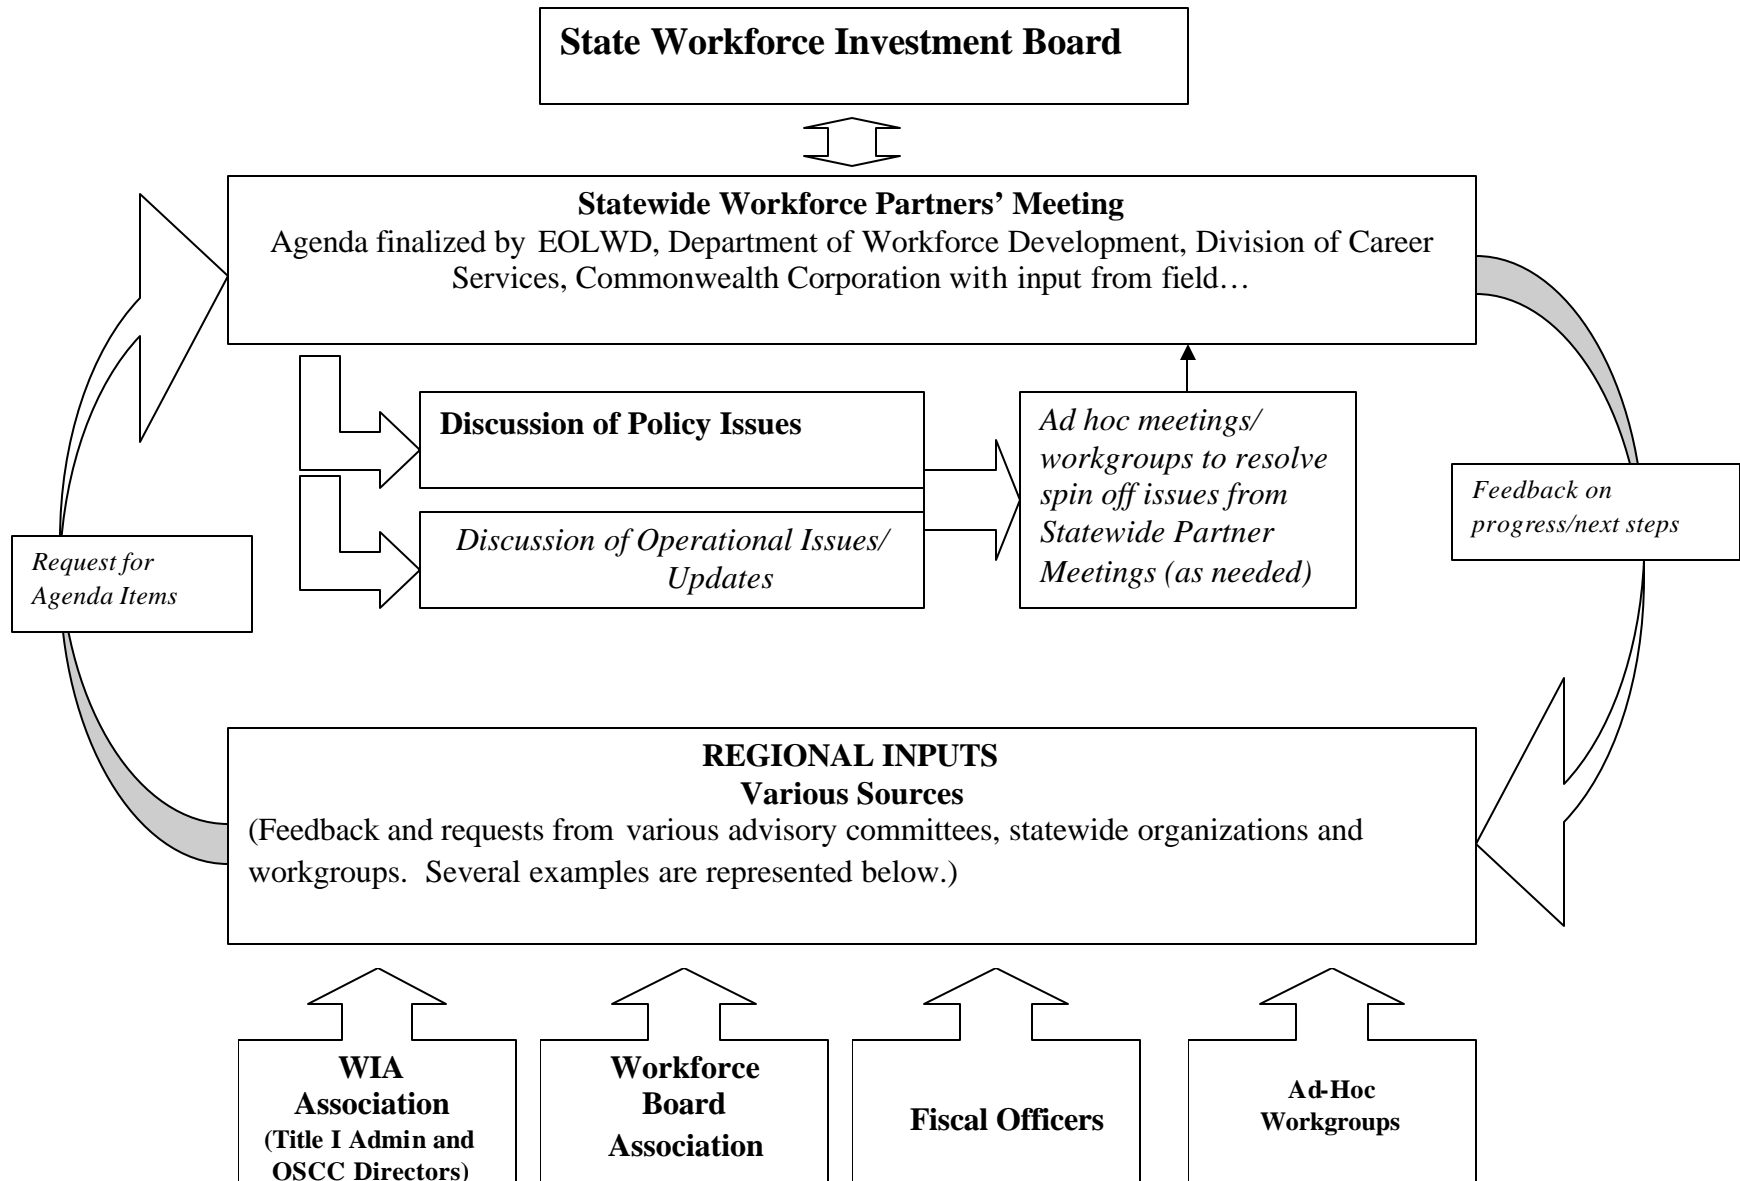 State Workforce Investment Board
Statewide Workforce Partners’ Meeting
Agenda finalized by EOLWD, Department of Workforce Development, Division of Career
Services, Commonwealth Corporation with input from field…
Discussion of Policy Issues
Discussion of Operational Issues/
Updates
Ad hoc meetings/
workgroups to resolve
spin off issues from
Statewide Partner
Meetings (as needed)
Feedback on
progress/next steps
Request for
Agenda Items
REGIONAL INPUTS
Various Sources
(Feedback and requests from various advisory committees, statewide organizations and
workgroups. Several examples are represented below.)
WIA
Association
(Title I Admin and
OSCC Directors)
Workforce
Board
Association
Fiscal Officers
Ad-Hoc
Workgroups